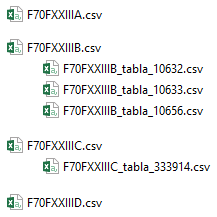 F70FXXIIIA.csv
F70FXXIIIB.csv
F70FXXIIIB_tabla_10632.csv
F70FXXIIIB_tabla_10633.csv
F70FXXIIIB_tabla_10656.csv
F70FXXIIIC.csv
F70FXXIIIC_tabla_333914.csv
F70FXXIIID.csv